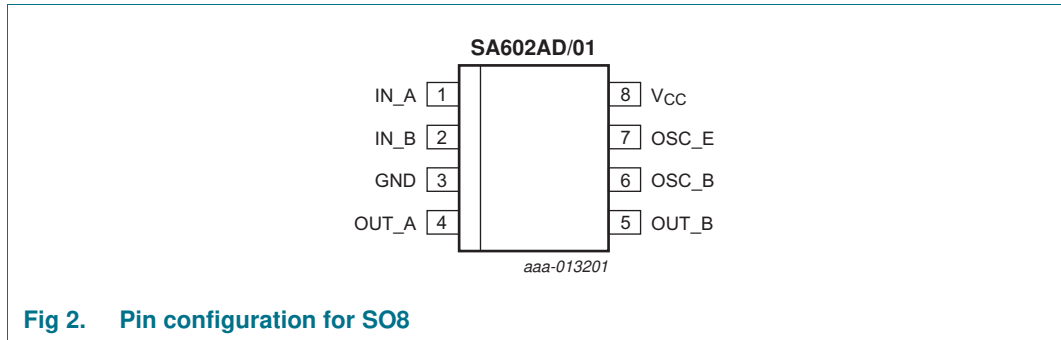 SA602AD/01
IN_A 1 8 VCC
IN_B 2 7 OSC_E
GND 3 6 OSC_B
OUT_A 4 5 OUT_B
aaa-013201
Fig 2. Pin configuration for SO8